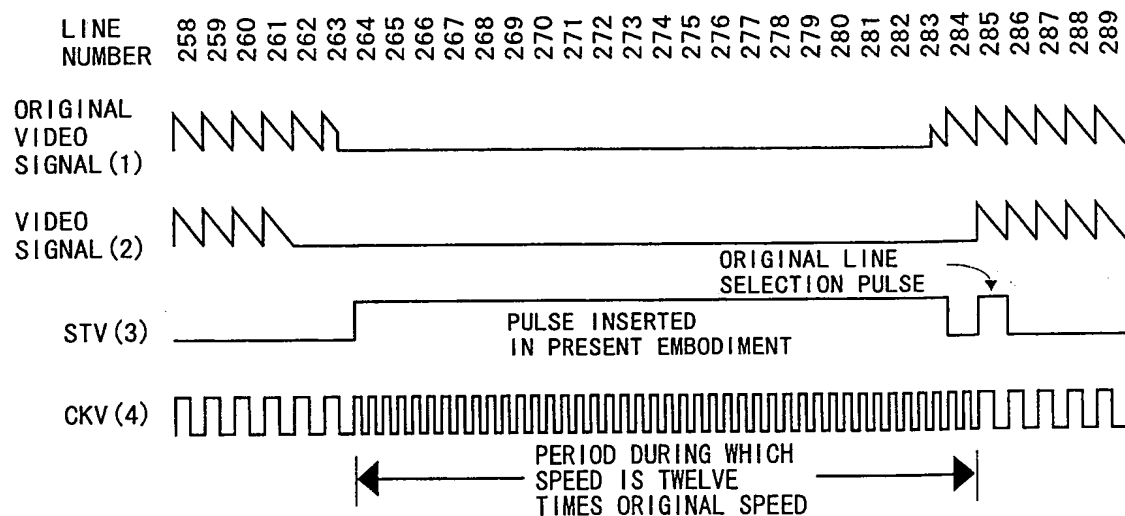 LINE
NUMBER
258 259 260 261 262 263 264 265 266 267 268 269 270 271 272 273 274 275 276 277 278 279 280 281 282 283 284 285 286 287 288 289
ORIGINAL
VIDEO
SIGNAL(1)
VIDEO
SIGNAL(2)
ORIGINAL LINE
SELECTION PULSE
STV(3)
PULSE INSERTED
IN PRESENT EMBODIMENT
CKV(4)
PERIOD DURING WHICH
SPEED IS TWELVE
TIMES ORIGINAL SPEED